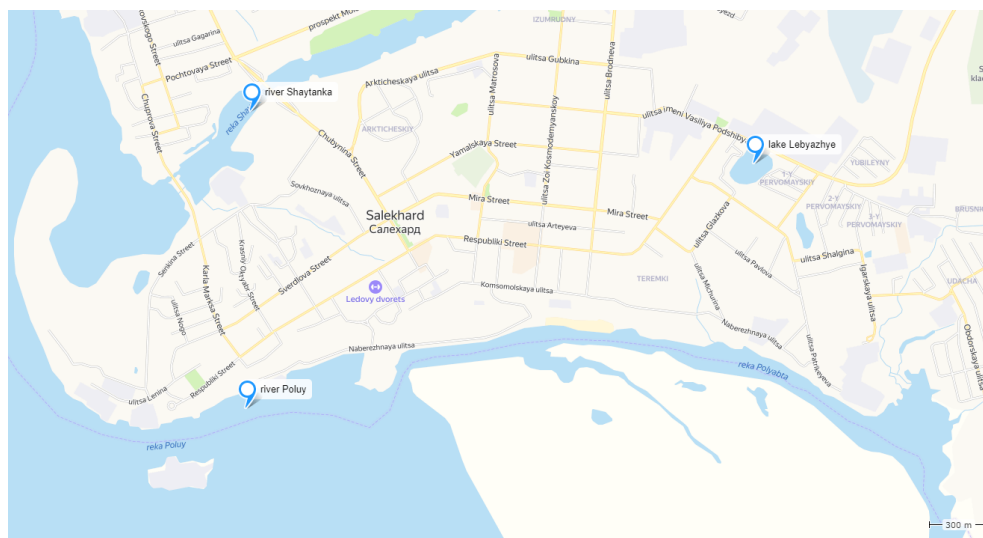 IZUMRUDNY
prospekt
ulitsa Gagarina
Pochtovaya Street
Arkticheskaya ulitsa
ulitsa Gubkina
ulitsa Matrosova
ulitsa Brodneva
river Shaytanka
reka Sha
Chuprova Street
ARKTICHESKIY
Chubynina Street
ulitsa imeni Vasiliya Podshiby
lake Lebyazhye
Yamalskaya Street
ulitsa Zoi Kosmodemyanskoy
YUBILEYNY
1-Y
PERVOMAYSKIY
Sovkhoznaya ulitsa
Mira Street
Mira Street
2-Y
PERVOMAYSKIY
3-Y
PERVOMAYSKIY
BRUSNK
Salekhard
Салехард
ulitsa Arteyeva
ulitsa Glazkova
Respubliki Street
Senkina Street
Krasny Oktyabr Street
Karla Marksa Street
Sverdlova Street
ulitsa Pavlova
ulitsa Shalgina
Igarskaya ulitsa
TEREMKI
ulitsa Michurina
UDACHA
Ledovy dvorets
Komsomolskaya ulitsa
ulitsa Nogo
Naberezhnaya ulitsa
Naberezhnaya ulitsa
Obdorskaya ulitsa
ulitsa Patrikeyeva
reka Polyabta
ulitsa Lenina
Respubliki Street
river Poluy
reka Poluy
300 m